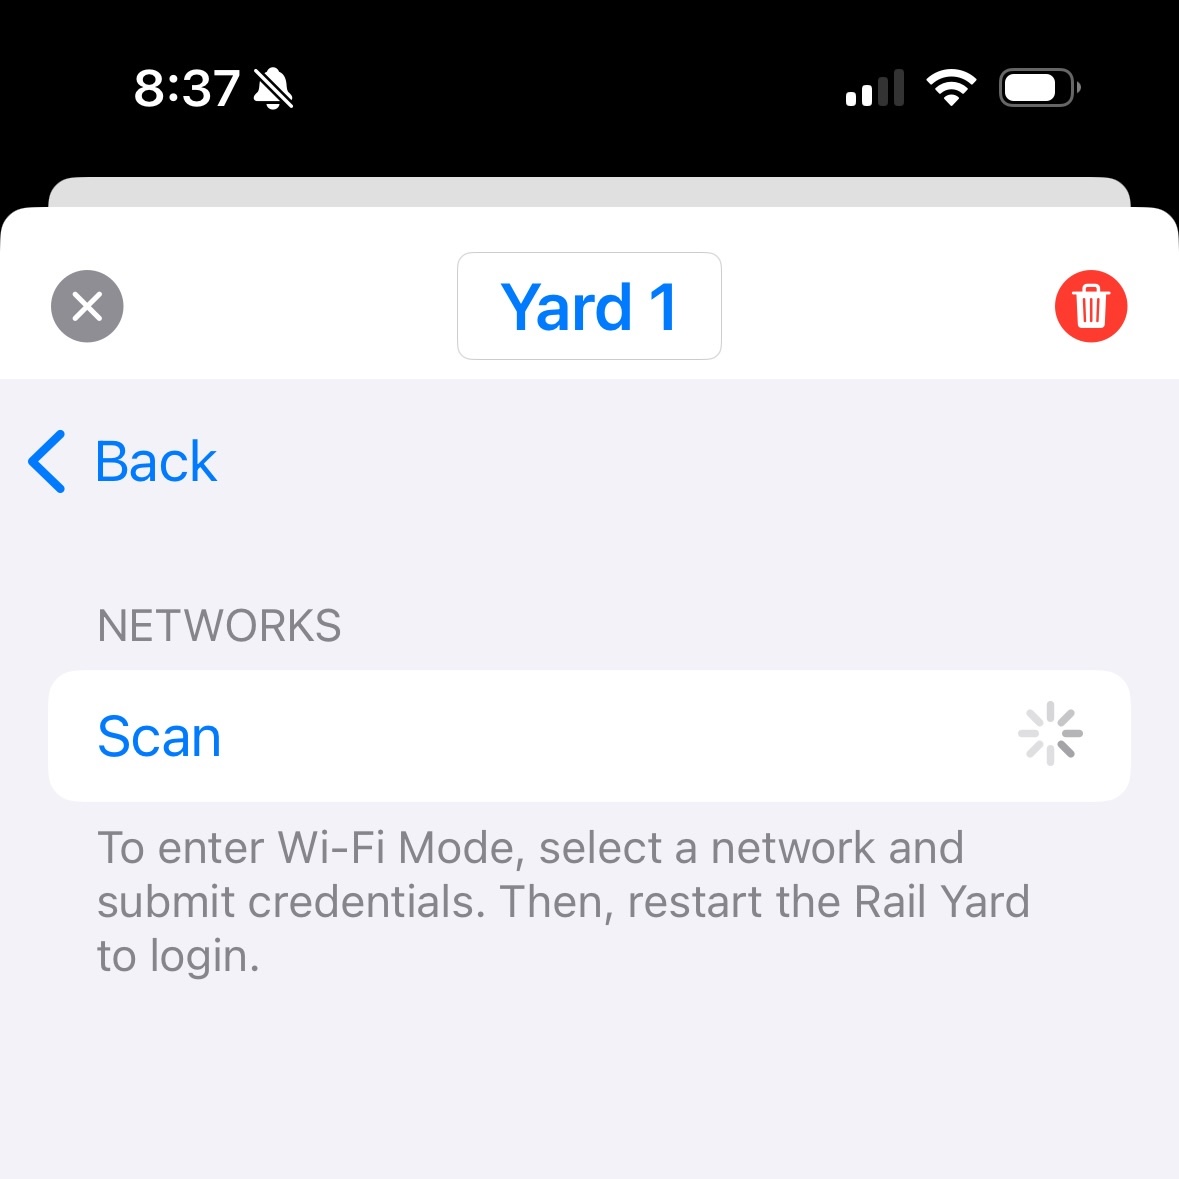 8:37
Yard 1
Back
NETWORKS
Scan
To enter Wi-Fi Mode, select a network and
submit credentials. Then, restart the Rail Yard
to login.